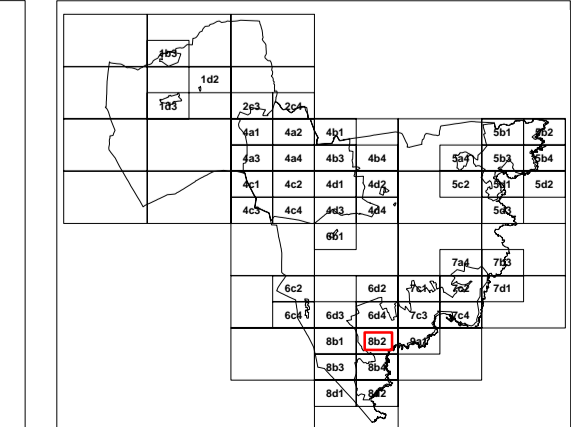 1b3
1d2
1d3 2c3 2c4
4a1 4a2 4b1 5b1 5b2
4a3 4a4 4b3 4b4 5a4 5b3 5b4
4c1 4c2 4d1 4d2 5c2 5d1 5d2
4c3 4c4 4d3 4d4 5d3
6b1
7a4 7b3
6c2 6d2 7c1 7c2 7d1
6c4 6d3 6d4 7c3 7c4
8b1 8b2 9a1
8b3 8b4
8d1 8d2